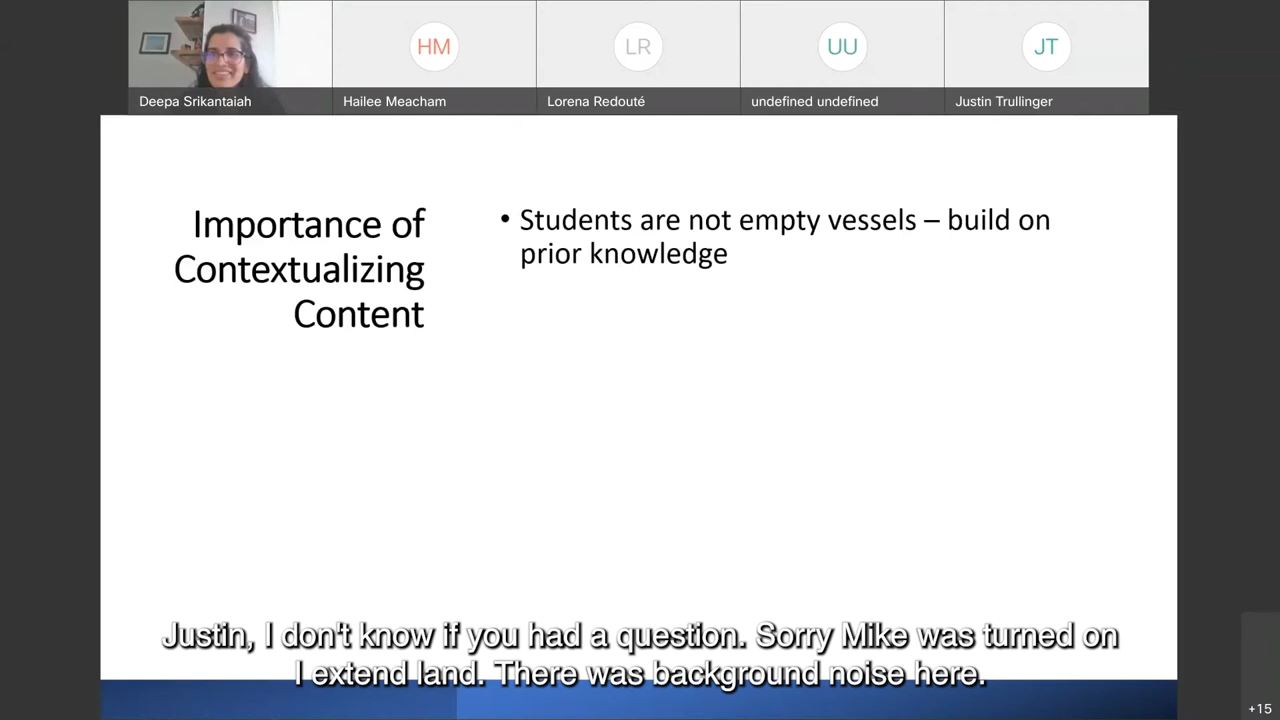 HM
LR
UU
JT
Deepa Srikantaiah
Hailee Meacham
Lorena Redouté
undefined undefined
Justin Trullinger
Importance of
Contextualizing
Content
• Students are not empty vessels – build on
prior knowledge
Justin, I don't know if you had a question. Sorry Mike was turned on
I extend land. There was background noise here.
+15